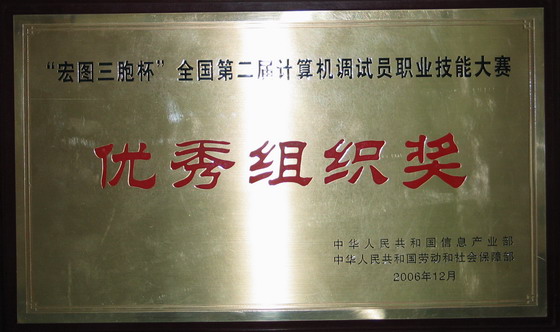 “宏图三胞杯”全国第二届计算机调试员职业技能大赛
优秀组织奖
中华人民共和国信息产业部
中华人民共和国劳动和社会保障部
2006年12月